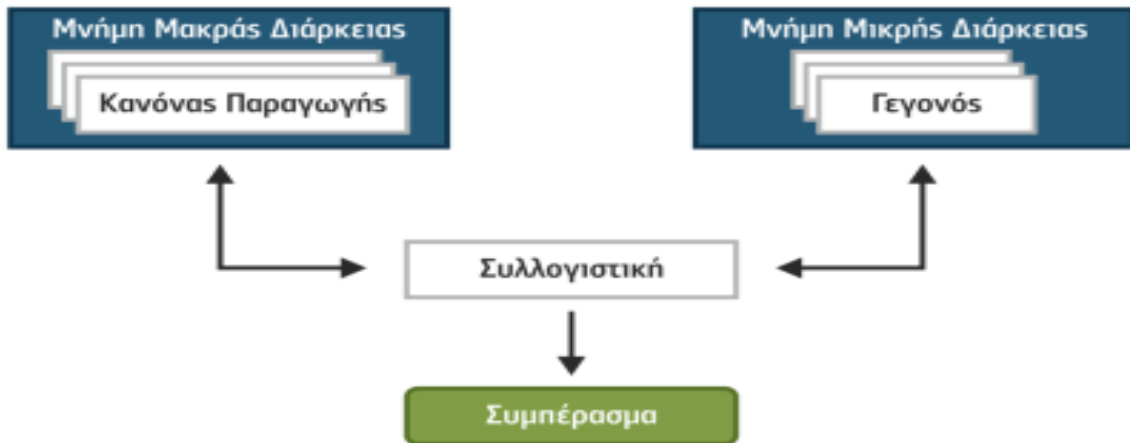 Μνήμη Μακράς Διάρκειας
Κανόνας Παραγωγής
Μνήμη Μικρής Διάρκειας
Γεγονός
Συλλογιστική
Συμπέρασμα